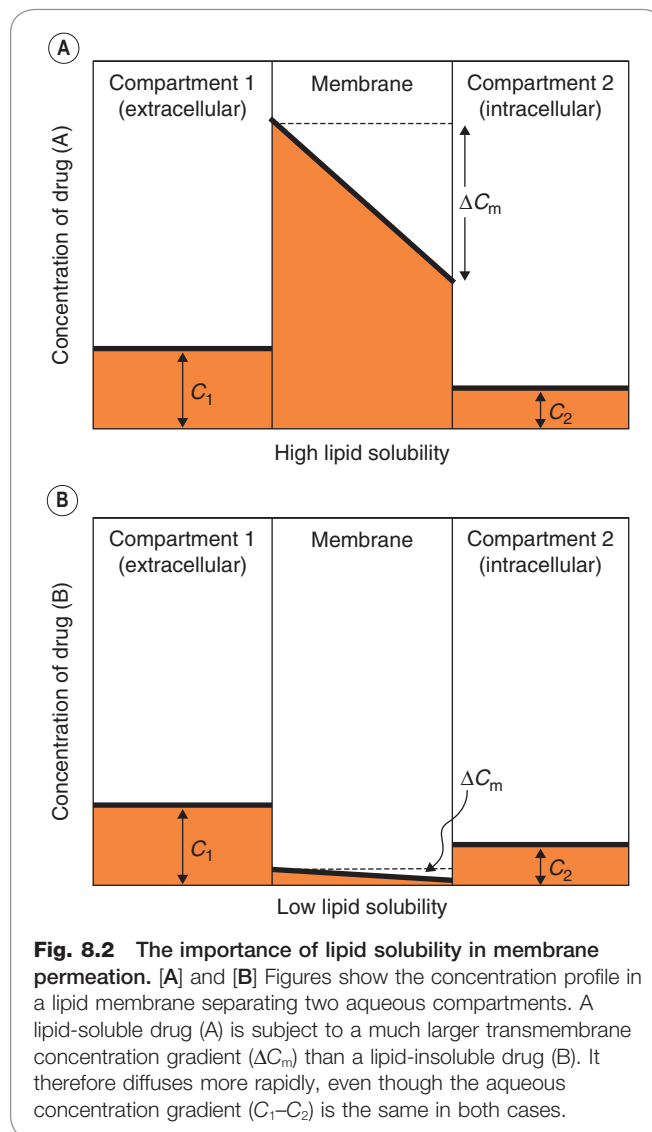 A
Compartment 1
(extracellular)
Membrane
Compartment 2
(intracellular)
Concentration of drug (A)
ΔCm
C1
C2
High lipid solubility
B
Compartment 1
(extracellular)
Membrane
Compartment 2
(intracellular)
Concentration of drug (B)
ΔCm
C1
C2
Low lipid solubility
Fig. 8.2 The importance of lipid solubility in membrane
permeation. [A] and [B] Figures show the concentration profile in
a lipid membrane separating two aqueous compartments. A
lipid-soluble drug (A) is subject to a much larger transmembrane
concentration gradient (ΔCm) than a lipid-insoluble drug (B). It
therefore diffuses more rapidly, even though the aqueous
concentration gradient (C1–C2) is the same in both cases.